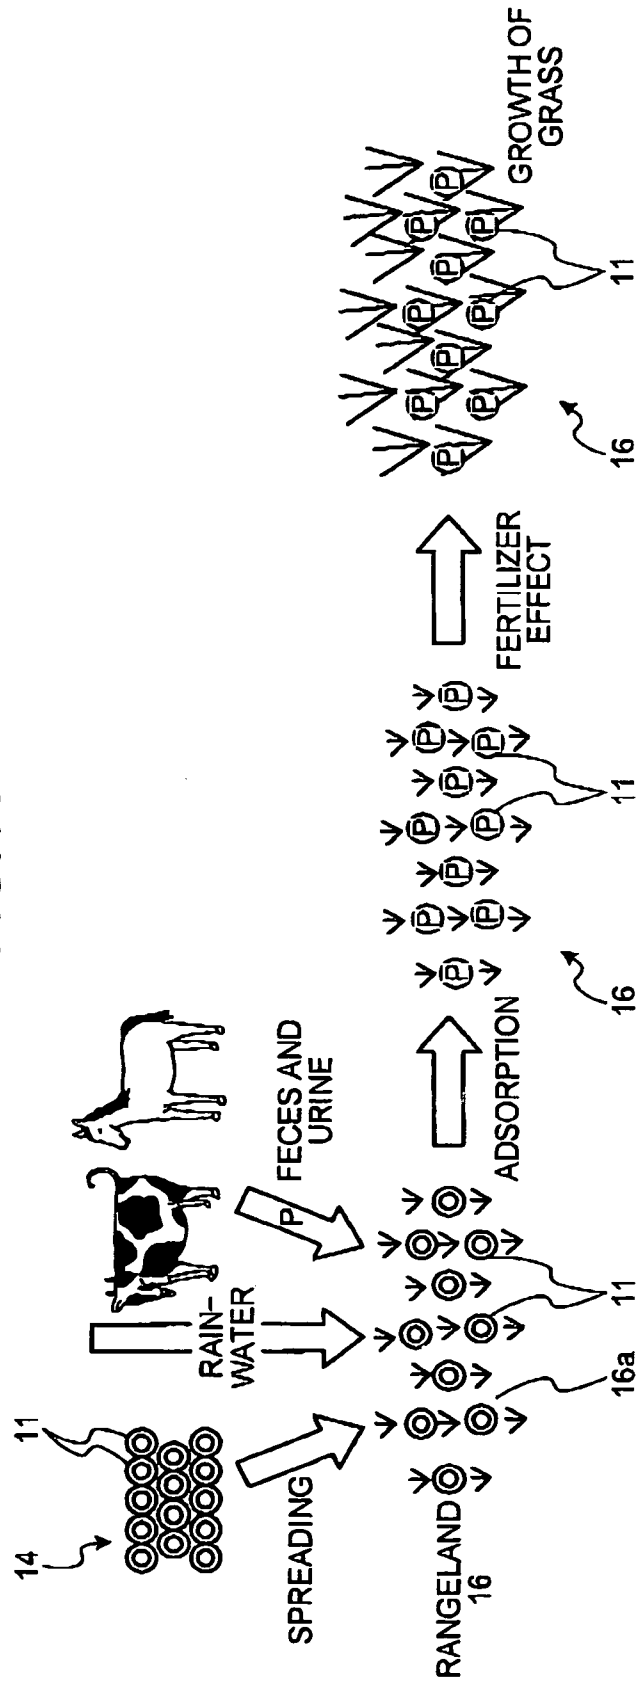 14
11
SPREADING
RAIN-
WATER
P
FECES AND
URINE
RANGELAND
16
16a
11
ADSORPTION
P
P
P
P
P
P
P
P
P
P
16
11
FERTILIZER
EFFECT
P
P
P
P
P
P
P
P
P
P
16
11
GROWTH OF
GRASS